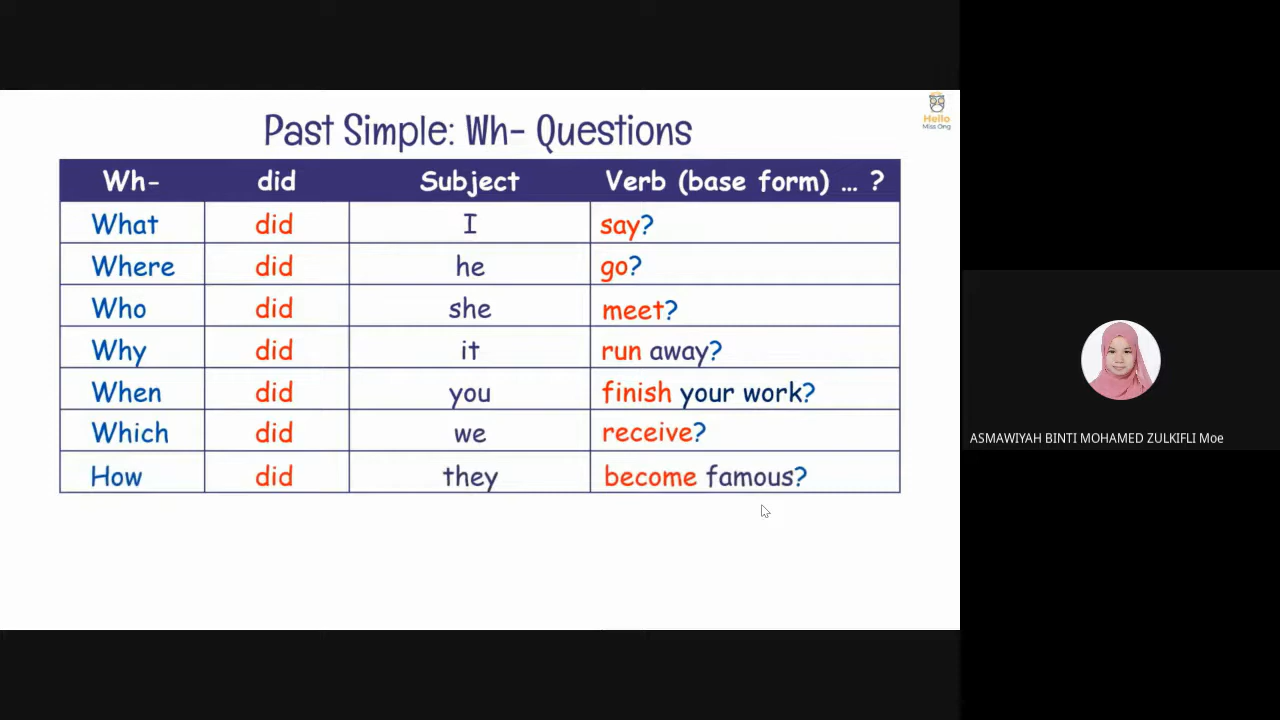 Hello
Miss Ong
Past Simple: Wh- Questions
Wh- did Subject Verb (base form) ... ?
What did I say?
Where did he go?
Who did she meet?
Why did it run away?
When did you finish your work?
Which did we receive?
How did they become famous?
ASMAWIYAH BINTI MOHAMED ZULKIFLI Moe